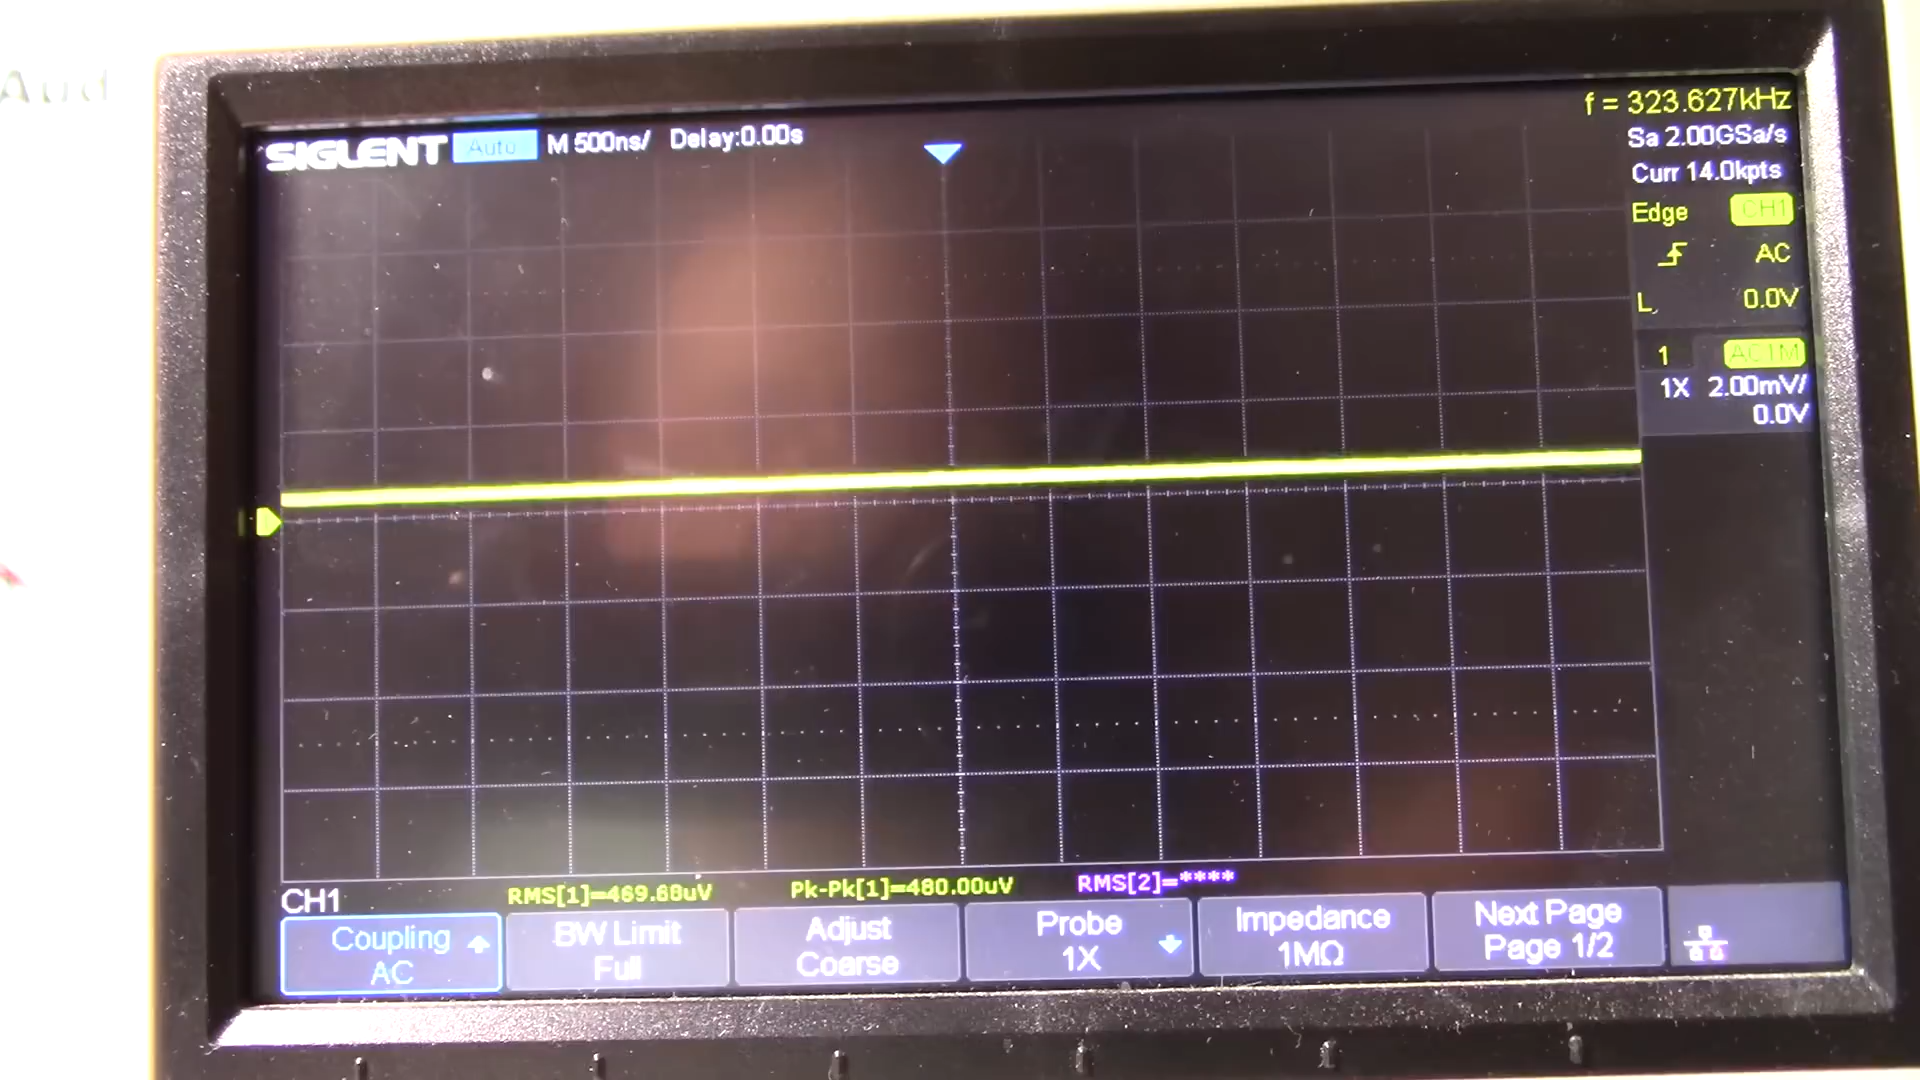 Aud
f = 323.627kHz
SIGLENT Auto M 500ns/ Delay:0.00s
Sa 2.00GSa/s
Curr 14.0kpts
Edge CH1
AC
L 0.0V
1 AC1M
1X 2.00mV/
0.0V
CH1 RMS[1]=469.68uV Pk-Pk[1]=480.00uV RMS[2]=****
Coupling
AC
BW Limit
Full
Adjust
Coarse
Probe
1X
Impedance
1MΩ
Next Page
Page 1/2